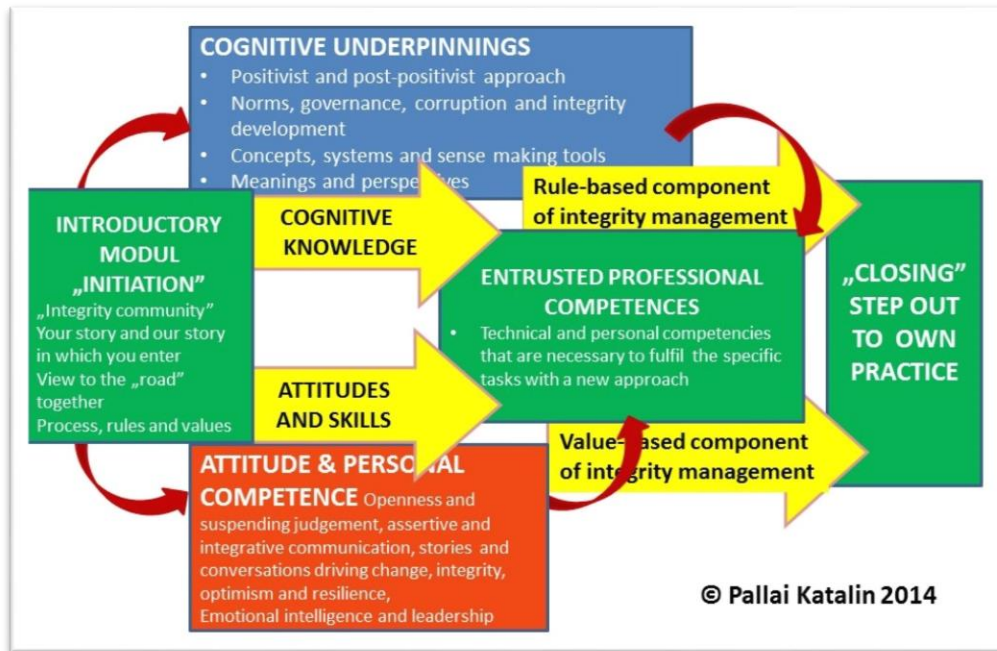 COGNITIVE UNDERPINNINGS
• Positivist and post-positivist approach
• Norms, governance, corruption and integrity
development
• Concepts, systems and sense making tools
• Meanings and perspectives
INTRODUCTORY
MODUL
„INITIATION”
„Integrity community”
Your story and our story
in which you enter
View to the „road”
together
Process, rules and values
COGNITIVE
KNOWLEDGE
ATTITUDES
AND SKILLS
Rule-based component
of integrity management
ENTRUSTED PROFESSIONAL
COMPETENCES
• Technical and personal competencies
that are necessary to fulfil the specific
tasks with a new approach
Value-based component
of integrity management
„CLOSING”
STEP OUT
TO OWN
PRACTICE
ATTITUDE & PERSONAL
COMPETENCE Openness and
suspending judgement, assertive and
integrative communication, stories and
conversations driving change, integrity,
optimism and resilience,
Emotional intelligence and leadership
© Pallai Katalin 2014